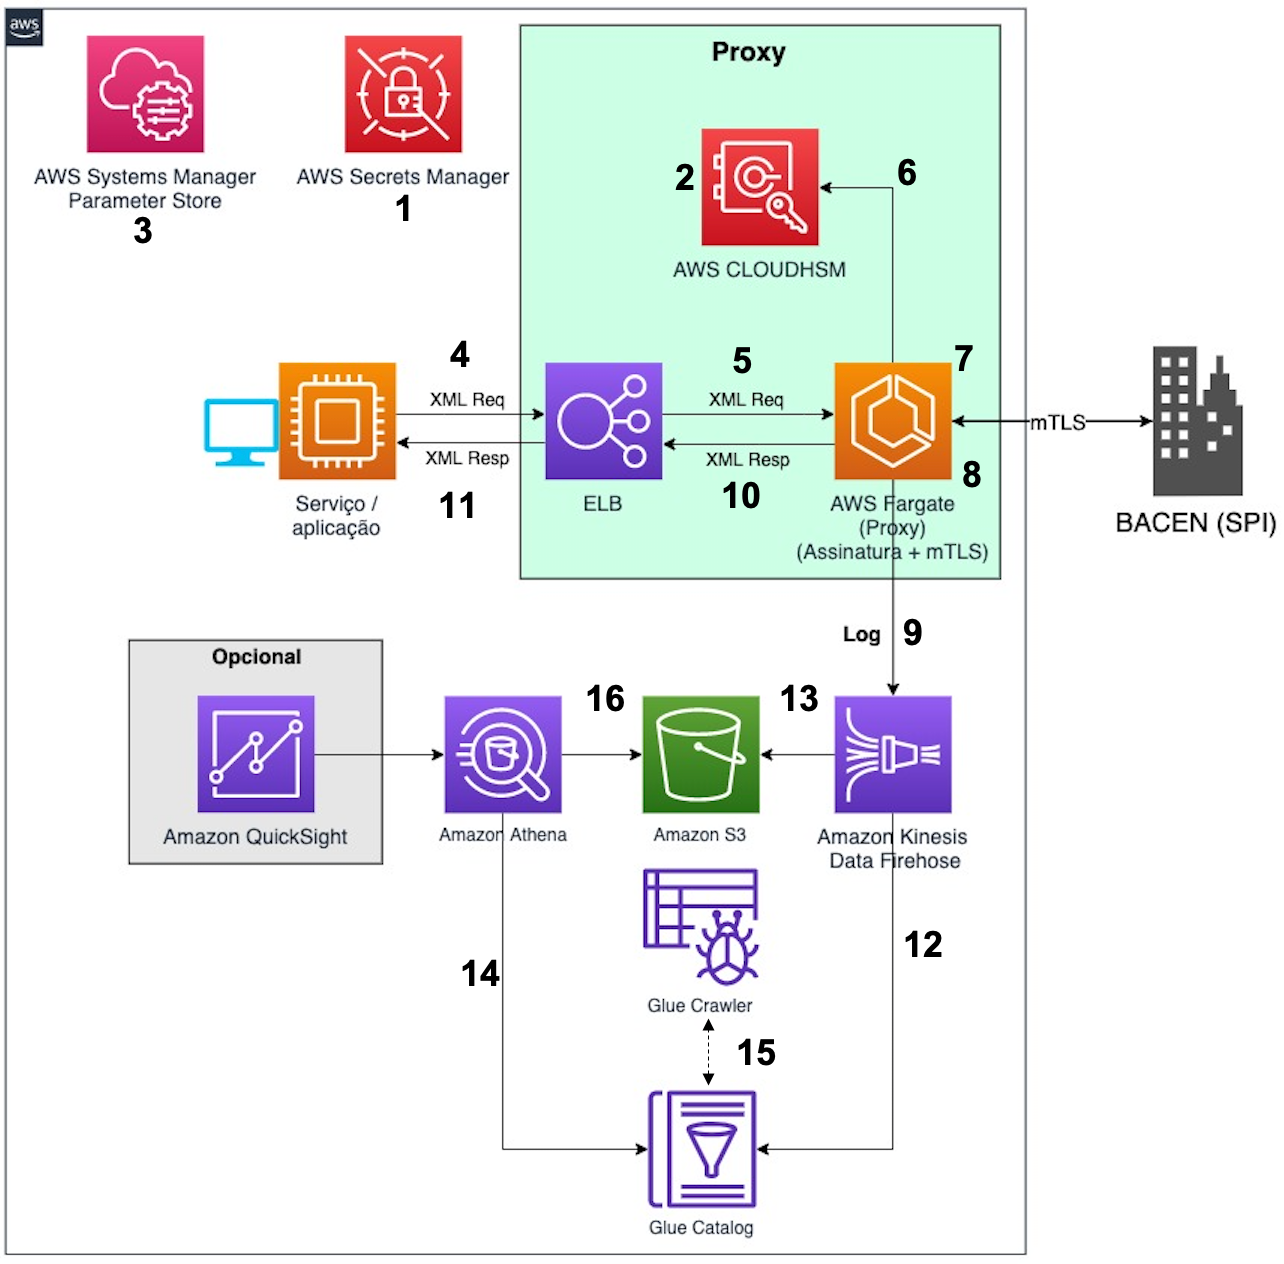 aws
Proxy
AWS Systems Manager
Parameter Store
3
AWS Secrets Manager
1
2
6
AWS CLOUDHSM
4
XML Req
XML Resp
11
Serviço /
aplicação
5
XML Req
XML Resp
10
ELB
7
8
AWS Fargate
(Proxy)
(Assinatura + mTLS)
mTLS
BACEN (SPI)
Log
9
Opcional
Amazon QuickSight
16
13
Amazon Athena
Amazon S3
Amazon Kinesis
Data Firehose
14
12
Glue Crawler
15
Glue Catalog